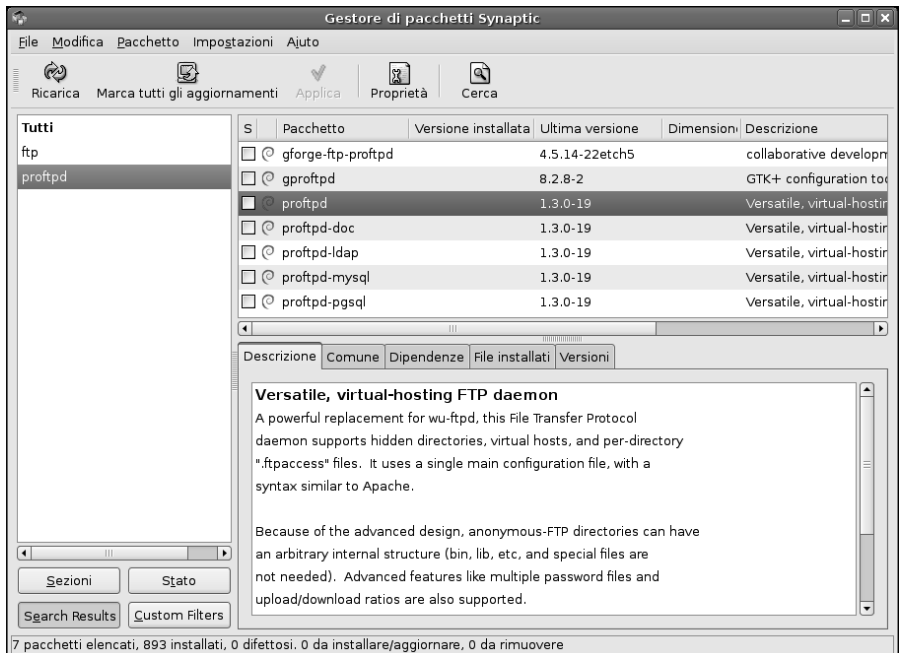 Gestore di pacchetti Synaptic
File Modifica Pacchetto Impostazioni Aiuto
Ricarica Marca tutti gli aggiornamenti Applica Proprietà Cerca
Tutti
ftp
proftpd
S Pacchetto Versione installata Ultima versione Dimension Descrizione
gforge-ftp-proftpd 4.5.14-22etch5 collaborative developm
gproftpd 8.2.8-2 GTK+ configuration too
proftpd 1.3.0-19 Versatile, virtual-hostin
proftpd-doc 1.3.0-19 Versatile, virtual-hostin
proftpd-ldap 1.3.0-19 Versatile, virtual-hostin
proftpd-mysql 1.3.0-19 Versatile, virtual-hostin
proftpd-pgsql 1.3.0-19 Versatile, virtual-hostin
Descrizione Comune Dipendenze File installati Versioni
Versatile, virtual-hosting FTP daemon
A powerful replacement for wu-ftpd, this File Transfer Protocol
daemon supports hidden directories, virtual hosts, and per-directory
".ftpaccess" files. It uses a single main configuration file, with a
syntax similar to Apache.
Because of the advanced design, anonymous-FTP directories can have
an arbitrary internal structure (bin, lib, etc, and special files are
not needed). Advanced features like multiple password files and
upload/download ratios are also supported.
Sezioni Stato
Search Results Custom Filters
7 pacchetti elencati, 893 installati, 0 difettosi. 0 da installare/aggiornare, 0 da rimuovere